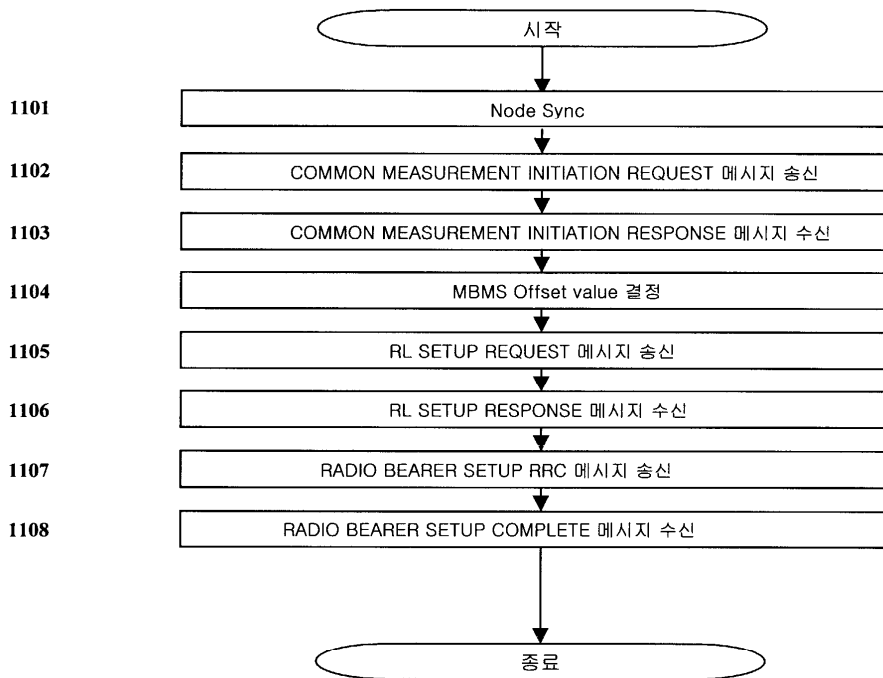 시작
1101 Node Sync
1102 COMMON MEASUREMENT INITIATION REQUEST 메시지 송신
1103 COMMON MEASUREMENT INITIATION RESPONSE 메시지 수신
1104 MBMS Offset value 결정
1105 RL SETUP REQUEST 메시지 송신
1106 RL SETUP RESPONSE 메시지 수신
1107 RADIO BEARER SETUP RRC 메시지 송신
1108 RADIO BEARER SETUP COMPLETE 메시지 수신
종료